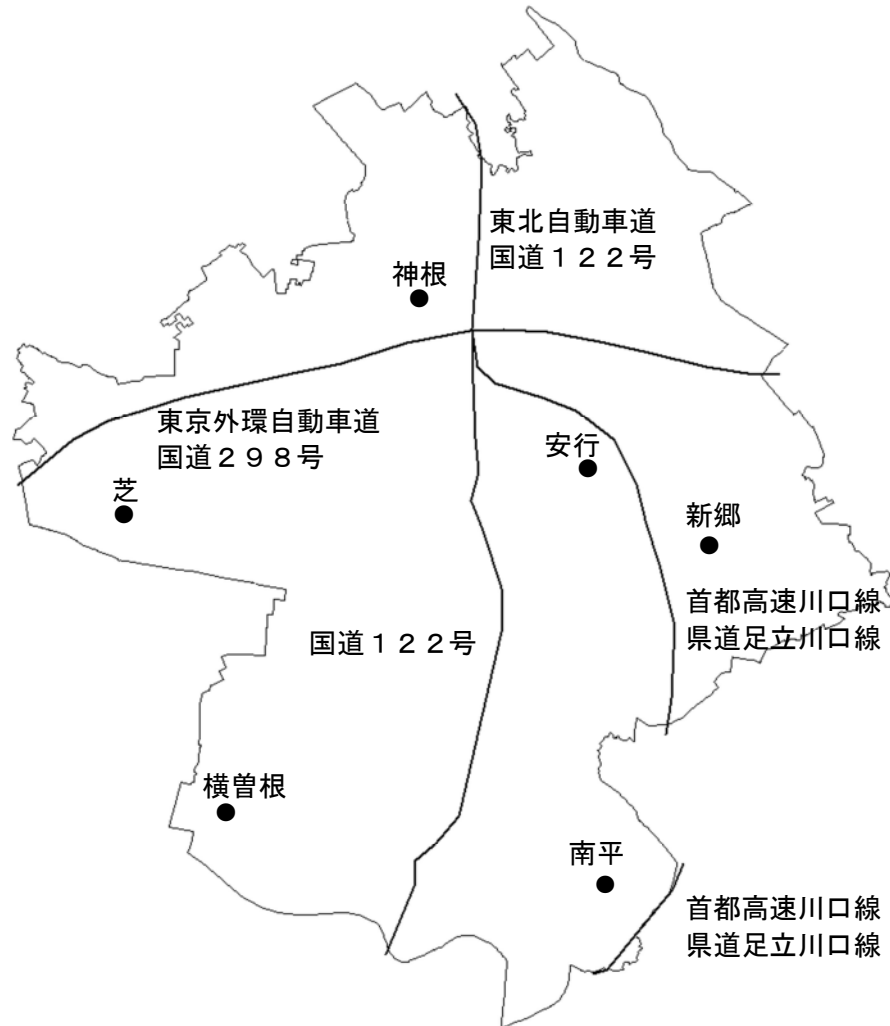 東北自動車道
国道１２２号
神根
東京外環自動車道
国道２９８号
安行
芝
新郷
首都高速川口線
県道足立川口線
国道１２２号
横曽根
南平
首都高速川口線
県道足立川口線